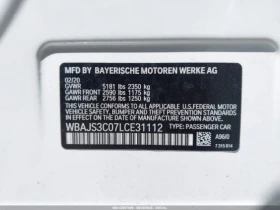 MFD BY BAYERISCHE MOTOREN WERKE AG
02/20
GVWR 5181 lbs 2350 kg
GAWR FRONT 2590 lbs 1175 kg
GAWR REAR 2756 lbs 1250 kg
THIS VEHICLE CONFORMS TO ALL APPLICABLE FEDERAL
MOTOR VEHICLE SAFETY, BUMPER, AND THEFT PREVENTION
STANDARDS IN EFFECT ON THE DATE OF MANUFACTURE SHOWN ABOVE.
WBAJS3C07LCE31112 TYPE: PASSENGER CAR
A96/0